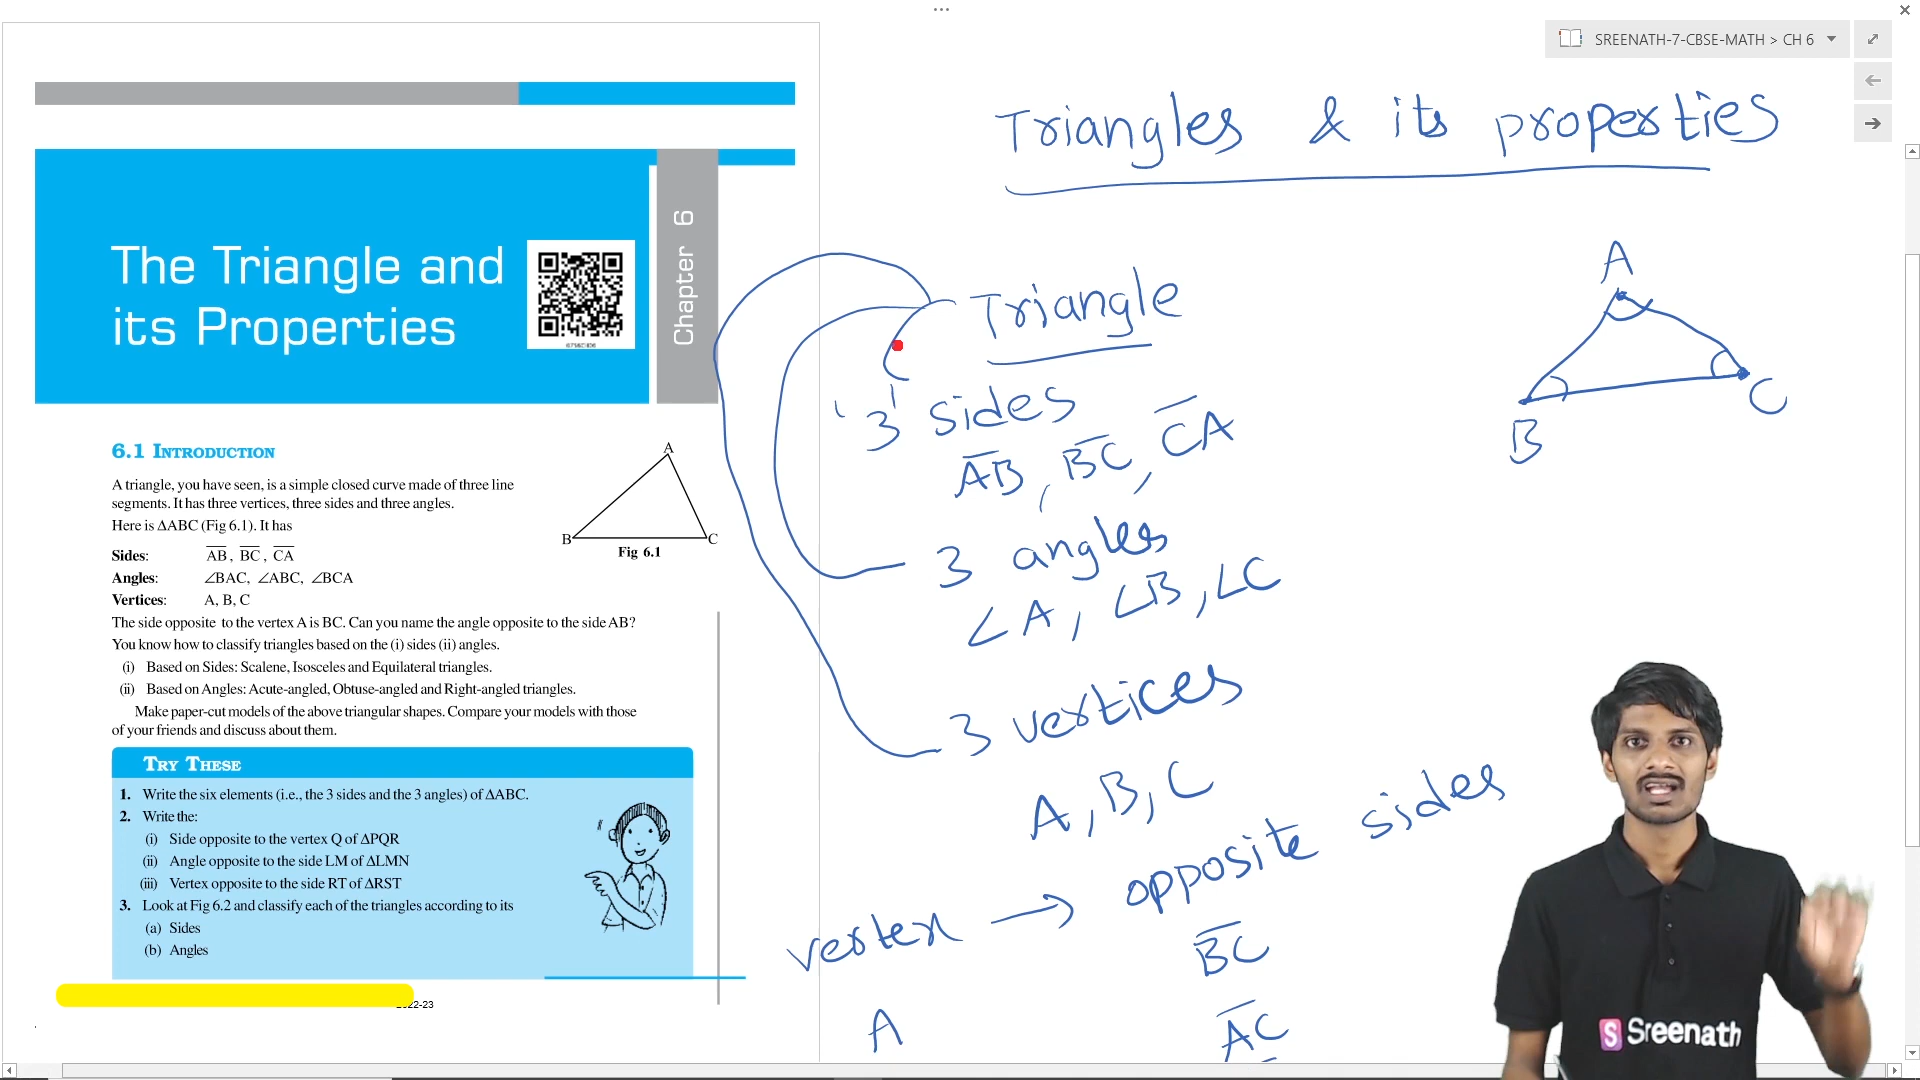 SREENATH-7-CBSE-MATH > CH 6
The Triangle and
its Properties
Chapter 6
6.1 INTRODUCTION
A triangle, you have seen, is a simple closed curve made of three line
segments. It has three vertices, three sides and three angles.
Here is ΔABC (Fig 6.1). It has
Sides: AB, BC, CA
Angles: ∠BAC, ∠ABC, ∠BCA
Vertices: A, B, C
A
B
C
Fig 6.1
The side opposite to the vertex A is BC. Can you name the angle opposite to the side AB?
You know how to classify triangles based on the (i) sides (ii) angles.
(i) Based on Sides: Scalene, Isosceles and Equilateral triangles.
(ii) Based on Angles: Acute-angled, Obtuse-angled and Right-angled triangles.
Make paper-cut models of the above triangular shapes. Compare your models with those
of your friends and discuss about them.
TRY THESE
1. Write the six elements (i.e., the 3 sides and the 3 angles) of ΔABC.
2. Write the:
(i) Side opposite to the vertex Q of ΔPQR
(ii) Angle opposite to the side LM of ΔLMN
(iii) Vertex opposite to the side RT of ΔRST
3. Look at Fig 6.2 and classify each of the triangles according to its
(a) Sides
(b) Angles
22-23
Triangles & its properties
Triangle
'3' sides
AB, BC, CA
3 angles
∠A, ∠B, ∠C
3 vertices
A, B, C
vertex → opposite sides
BC
A
AC
A
B
C
S Sreenath